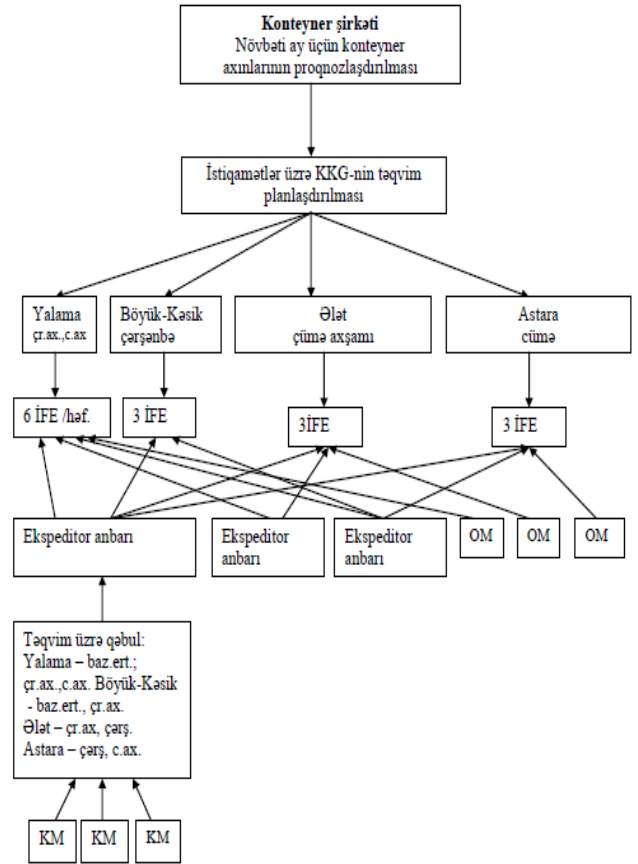 Konteyner şirkəti
Növbəti ay üçün konteyner
axınlarının proqnozlaşdırılması
İstiqamətlər üzrə KKG-nin təqvim
planlaşdırılması
Yalama
çr.ax.,c.ax
Böyük-Kəsik
çərşənbə
Ələt
çümə axşamı
Astara
cümə
6 İFE /həf.
3 İFE
3İFE
3 İFE
Ekspeditor anbarı
Ekspeditor
anbarı
Ekspeditor
anbarı
OM
OM
OM
Təqvim üzrə qəbul:
Yalama – baz.ert.;
çr.ax.,c.ax. Böyük-Kəsik
- baz.ert., çr.ax.
Ələt – çr.ax, çərş.
Astara – çərş, c.ax.
KM
KM
KM